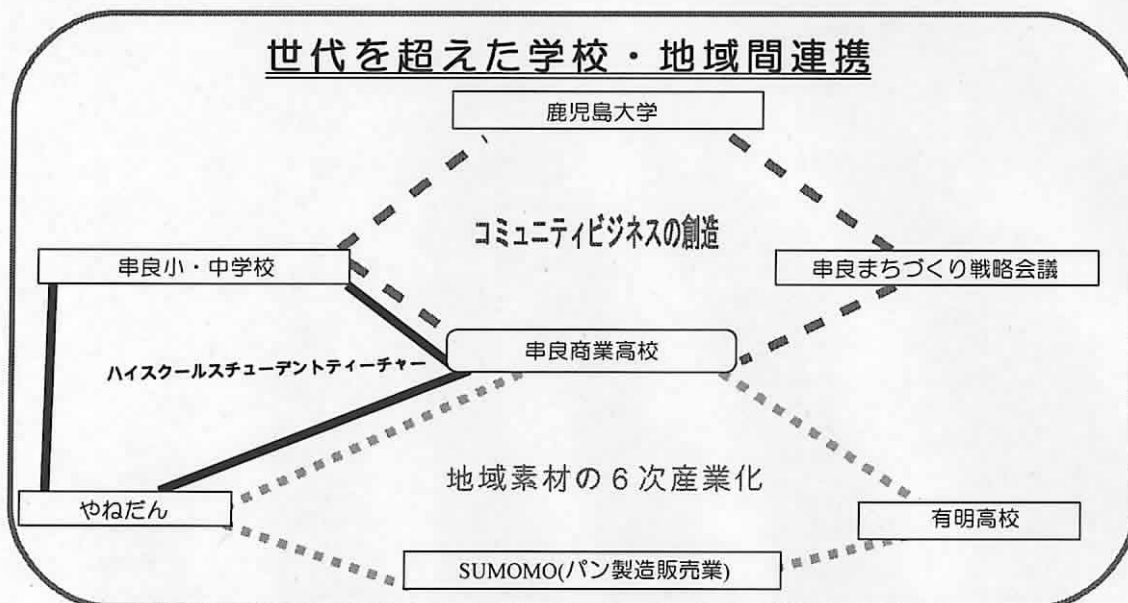 世代を超えた学校・地域間連携
鹿児島大学
コミュニティビジネスの創造
串良小・中学校
串良まちづくり戦略会議
串良商業高校
ハイスクールスチューデントティーチャー
地域素材の6次産業化
やねだん
有明高校
SUMOMO(パン製造販売業)